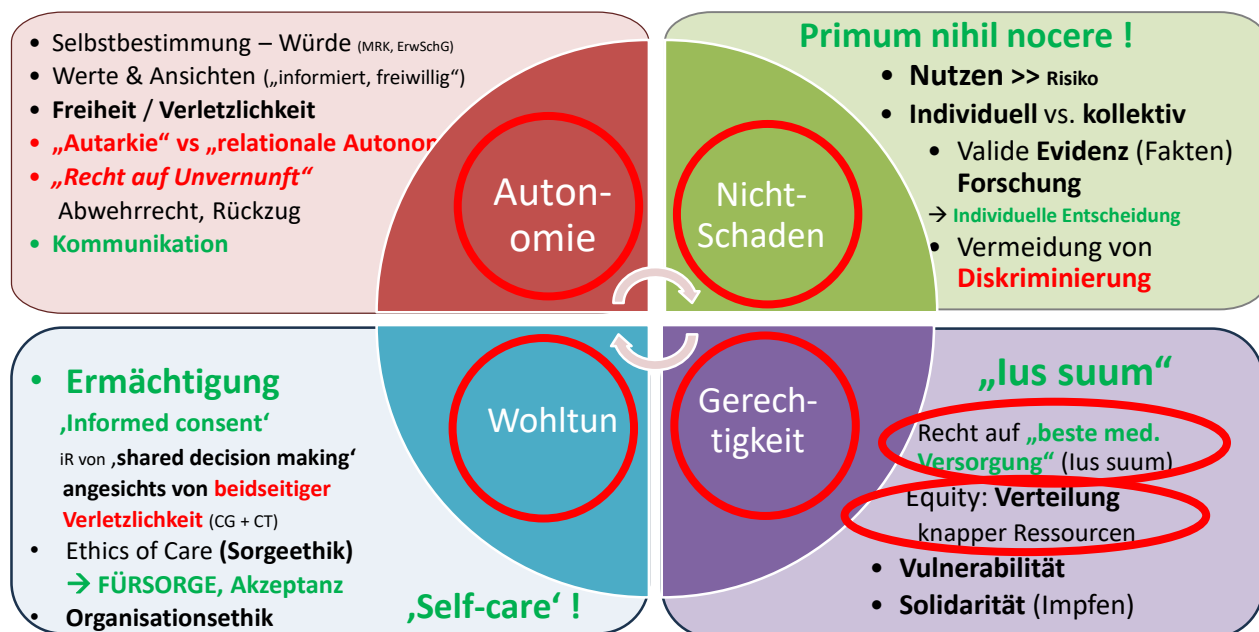 • Selbstbestimmung – Würde (MRK, ErwSchG)
• Werte & Ansichten („informiert, freiwillig“)
• Freiheit / Verletzlichkeit
• „Autarkie“ vs „relationale Autonor
• „Recht auf Unvernunft“
Abwehrrecht, Rückzug
• Kommunikation
Auton-
omie
Primum nihil nocere !
• Nutzen >> Risiko
• Individuell vs. kollektiv
• Valide Evidenz (Fakten)
Forschung
→ Individuelle Entscheidung
• Vermeidung von
Diskriminierung
Nicht-
Schaden
• Ermächtigung
‚Informed consent‘
iR von ‚shared decision making‘
angesichts von beidseitiger
Verletzlichkeit (CG + CT)
• Ethics of Care (Sorgeethik)
→ FÜRSORGE, Akzeptanz
• Organisationsethik
‚Self-care‘ !
Wohltun
Gerech-
tigkeit
„Ius suum“
Recht auf „beste med.
Versorgung“ (Ius suum)
Equity: Verteilung
knapper Ressourcen
• Vulnerabilität
• Solidarität (Impfen)